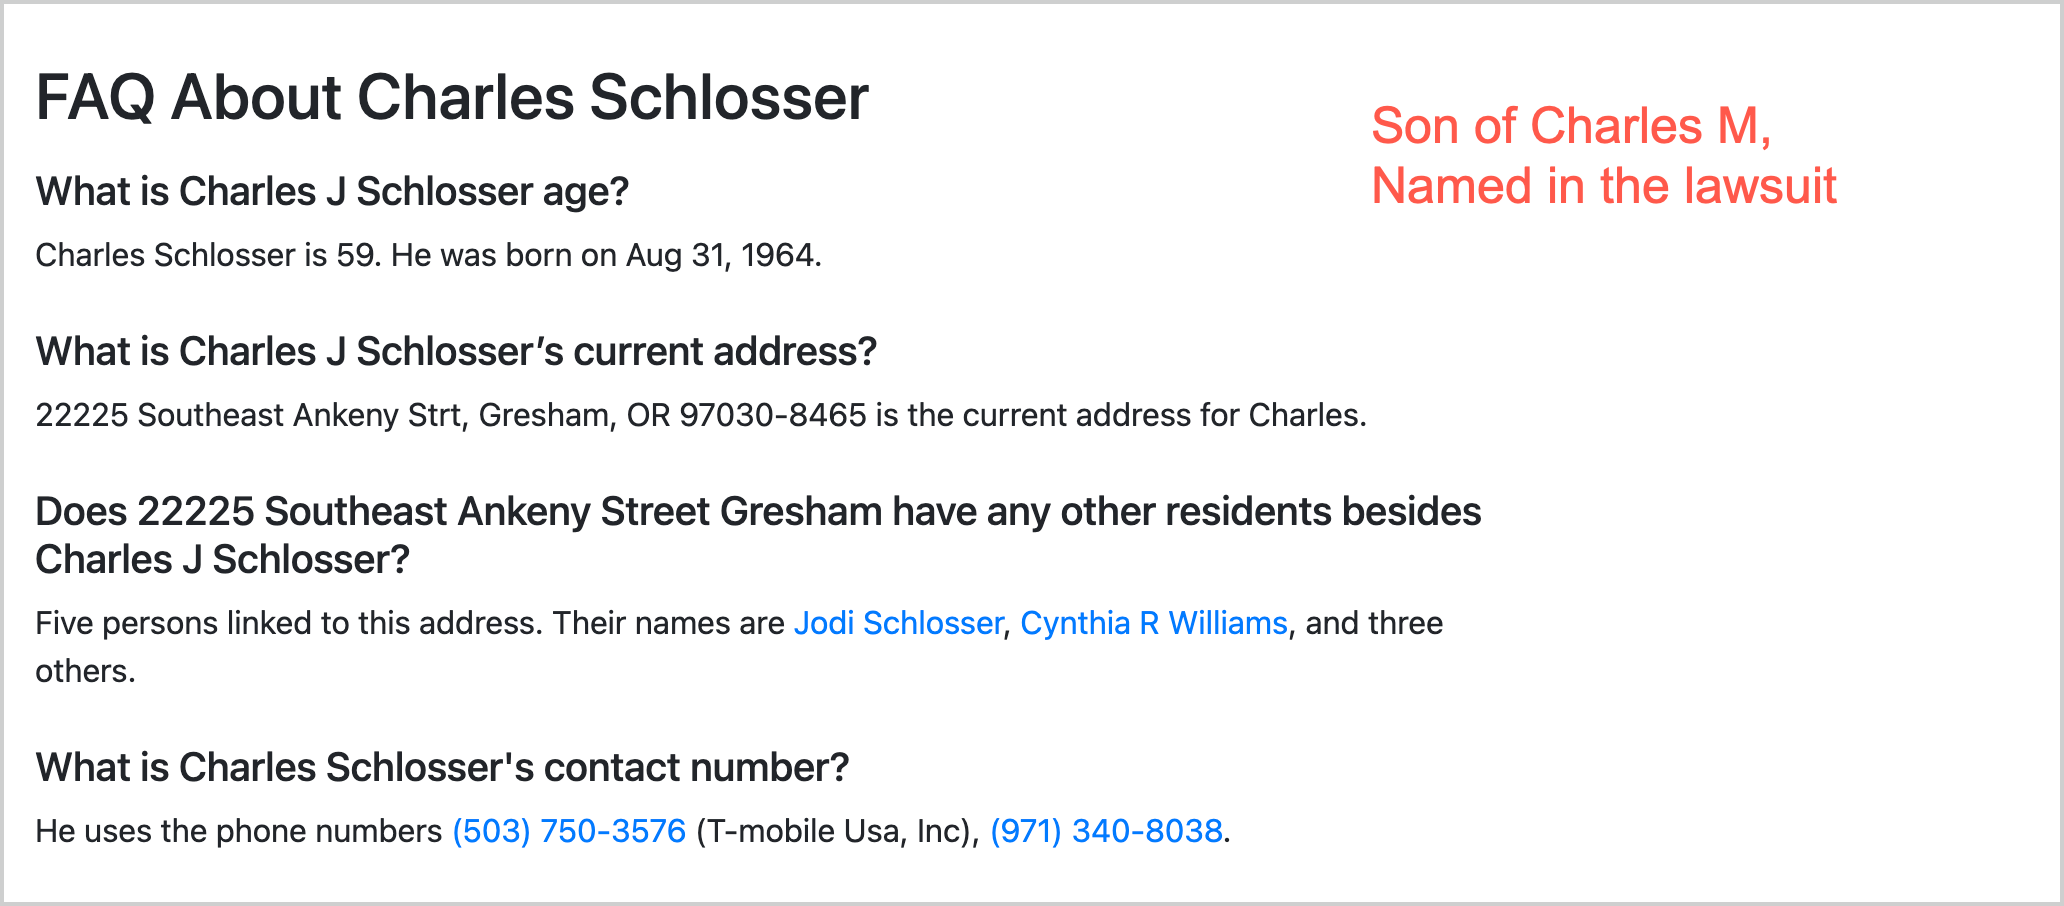 FAQ About Charles Schlosser
Son of Charles M,
Named in the lawsuit
What is Charles J Schlosser age?
Charles Schlosser is 59. He was born on Aug 31, 1964.
What is Charles J Schlosser’s current address?
22225 Southeast Ankeny Strt, Gresham, OR 97030-8465 is the current address for Charles.
Does 22225 Southeast Ankeny Street Gresham have any other residents besides
Charles J Schlosser?
Five persons linked to this address. Their names are Jodi Schlosser, Cynthia R Williams, and three
others.
What is Charles Schlosser's contact number?
He uses the phone numbers (503) 750-3576 (T-mobile Usa, Inc), (971) 340-8038.